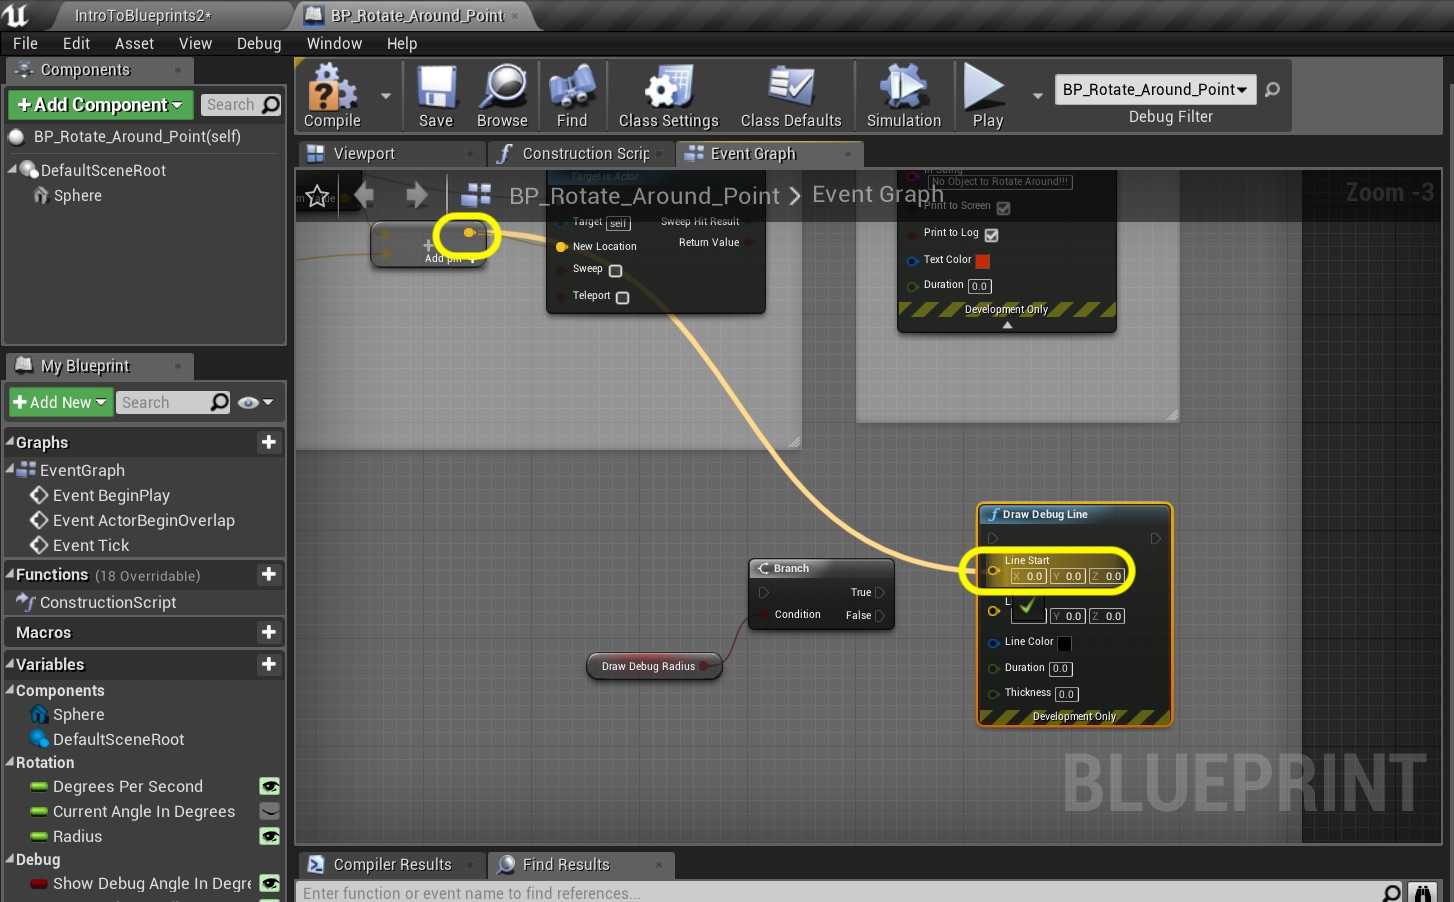 IntroToBlueprints2*
BP_Rotate_Around_Point
File Edit Asset View Debug Window Help
Components
Add Component
Search
BP_Rotate_Around_Point(self)
DefaultSceneRoot
Sphere
Compile
Save
Browse
Find
Class Settings
Class Defaults
Simulation
Play
BP_Rotate_Around_Point
Debug Filter
Viewport
Construction Scrip
Event Graph
BP_Rotate_Around_Point > Event Graph
Zoom -3
Target is Actor
Target self
Sweep Hit Result
New Location
Return Value
Sweep
Teleport
Add pin
In String
No Object to Rotate Around!!!
Print to Screen
Print to Log
Text Color
Duration 0.0
Development Only
My Blueprint
Add New
Search
Graphs
EventGraph
Event BeginPlay
Event ActorBeginOverlap
Event Tick
Functions (18 Overridable)
ConstructionScript
Macros
Variables
Components
Sphere
DefaultSceneRoot
Rotation
Degrees Per Second
Current Angle In Degrees
Radius
Debug
Show Debug Angle In Degre
Branch
True
Condition
False
Draw Debug Radius
Draw Debug Line
Line Start
X 0.0 Y 0.0 Z 0.0
L
Y 0.0 Z 0.0
Line Color
Duration 0.0
Thickness 0.0
Development Only
BLUEPRINT
Compiler Results
Find Results
Enter function or event name to find references...